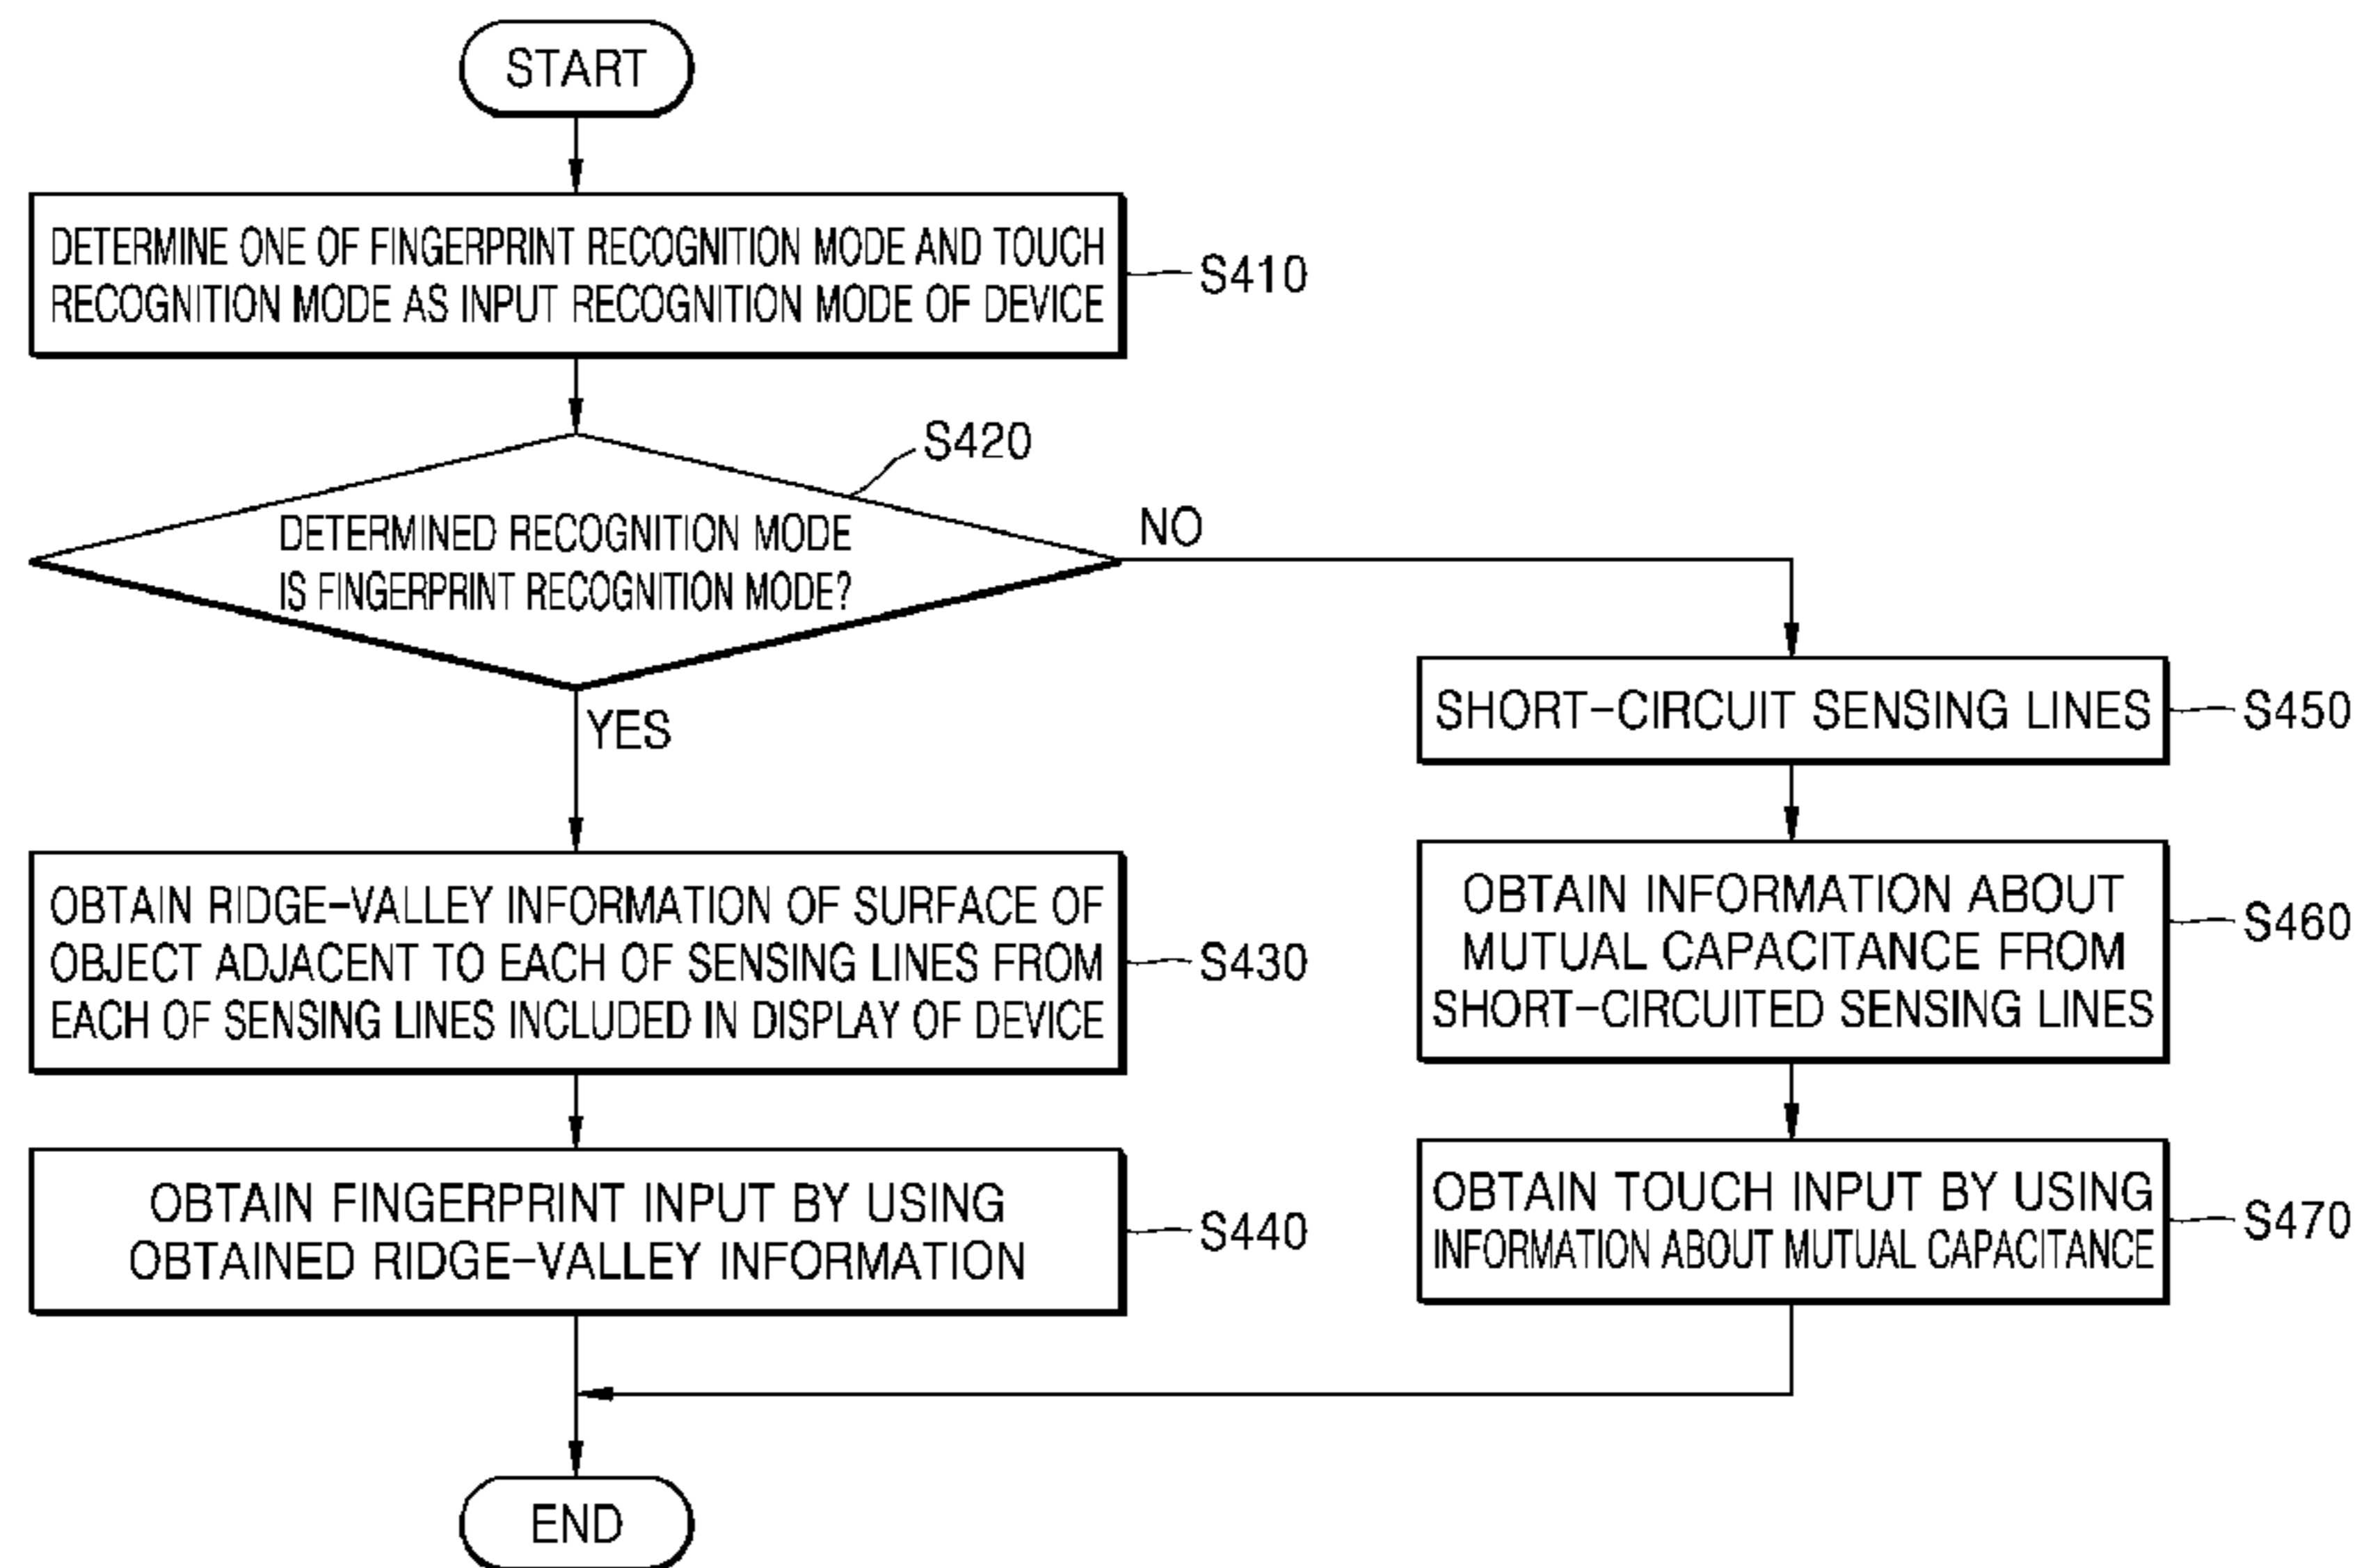 START
DETERMINE ONE OF FINGERPRINT RECOGNITION MODE AND TOUCH
RECOGNITION MODE AS INPUT RECOGNITION MODE OF DEVICE
S410
S420
DETERMINED RECOGNITION MODE
IS FINGERPRINT RECOGNITION MODE?
NO
YES
OBTAIN RIDGE-VALLEY INFORMATION OF SURFACE OF
OBJECT ADJACENT TO EACH OF SENSING LINES FROM
EACH OF SENSING LINES INCLUDED IN DISPLAY OF DEVICE
S430
OBTAIN FINGERPRINT INPUT BY USING
OBTAINED RIDGE-VALLEY INFORMATION
S440
SHORT-CIRCUIT SENSING LINES
S450
OBTAIN INFORMATION ABOUT
MUTUAL CAPACITANCE FROM
SHORT-CIRCUITED SENSING LINES
S460
OBTAIN TOUCH INPUT BY USING
INFORMATION ABOUT MUTUAL CAPACITANCE
S470
END